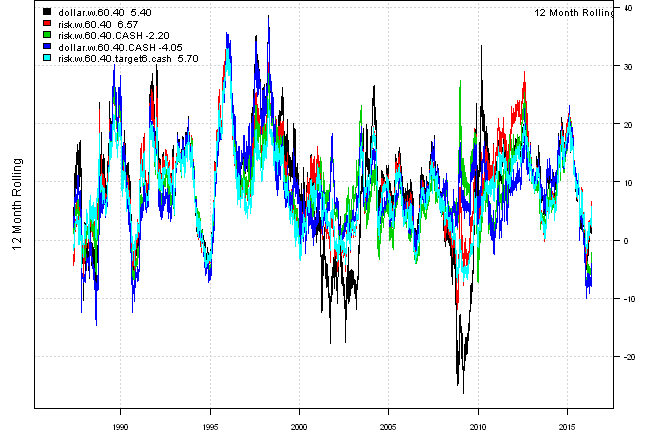 dollar.w.60.40 5.40
risk.w.60.40 6.57
risk.w.60.40.CASH -2.20
dollar.w.60.40.CASH -4.05
risk.w.60.40.target6.cash 5.70
12 Month Rolling
12 Month Rolling
40
30
20
10
0
-10
-20
1990
1995
2000
2005
2010
2015